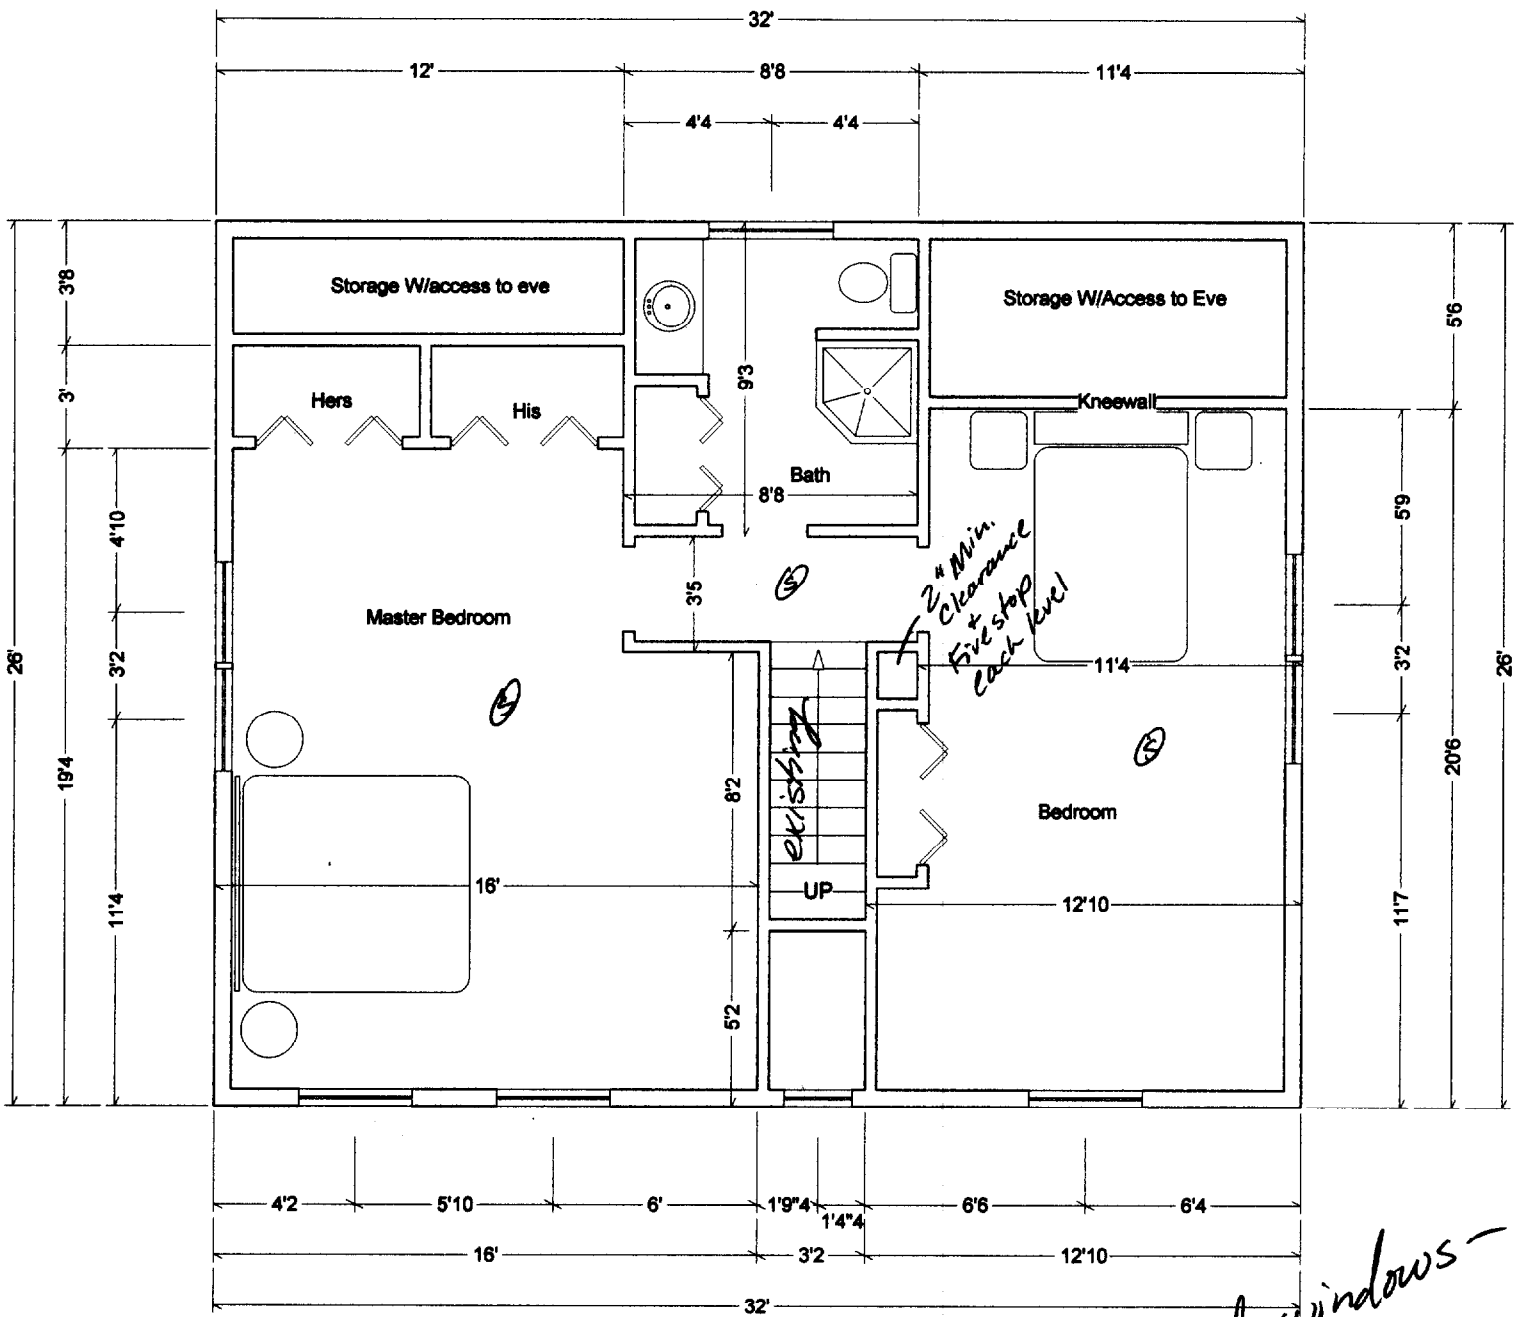 32'
12' 8'8 11'4
4'4 4'4
Storage W/access to eve
Storage W/Access to Eve
3'8
5'6
Hers
His
3'
9'3
Kneewall
Bath
8'8
4'10
5'9
2" Min.
Clearance
+
Firestop
each level
S
3'5
Master Bedroom
26'
3'2
11'4
3'2
26'
S
existing
S
19'4
8'2
20'6
Bedroom
16'
UP
12'10
11'4
11'7
5'2
4'2 5'10 6' 1'9"4 6'6 6'4
1'4"4
16' 3'2 12'10
32'
windows -